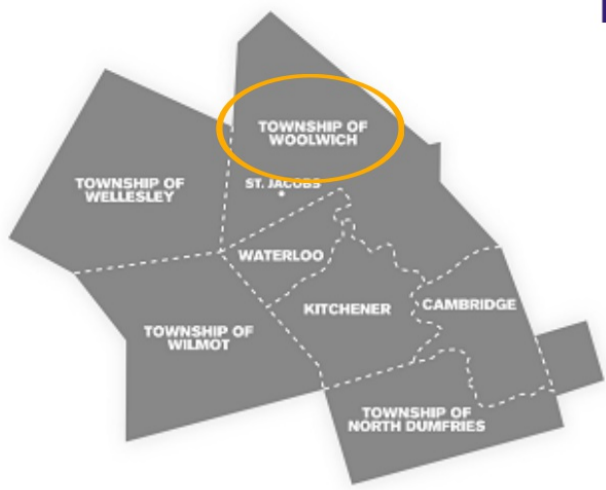 TOWNSHIP OF
WOOLWICH
TOWNSHIP OF
WELLESLEY
ST. JACOBS
WATERLOO
KITCHENER
CAMBRIDGE
TOWNSHIP OF
WILMOT
TOWNSHIP OF
NORTH DUMFRIES